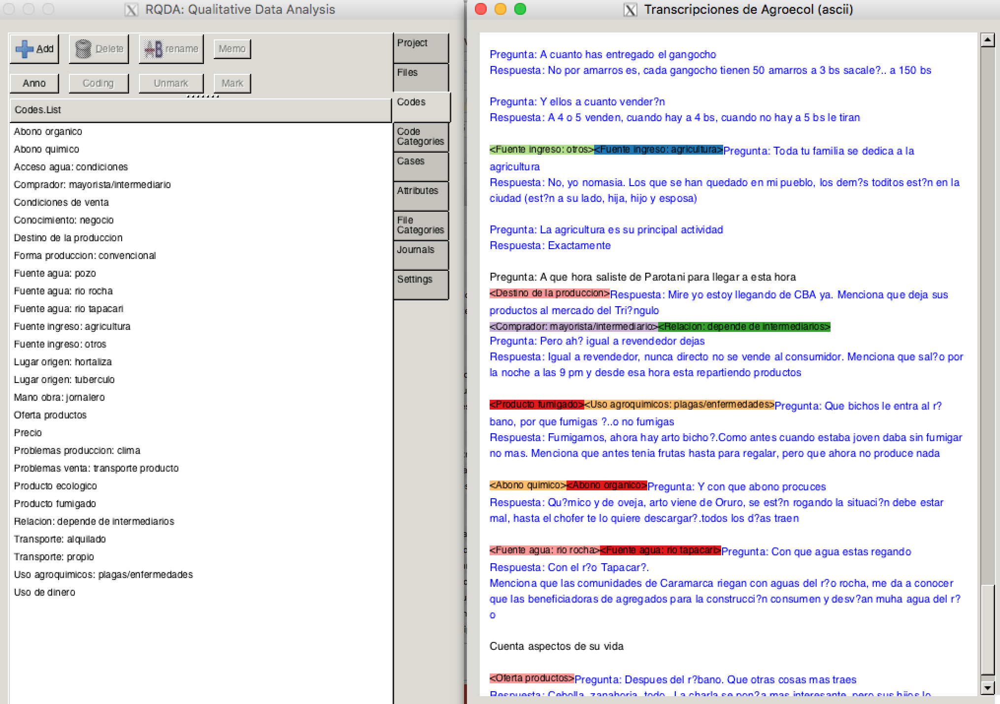 RQDA: Qualitative Data Analysis
Add
Delete
rename
Memo
Anno
Coding
Unmark
Mark
Codes.List
Abono organico
Abono quimico
Acceso agua: condiciones
Comprador: mayorista/intermediario
Condiciones de venta
Conocimiento: negocio
Destino de la produccion
Forma produccion: convencional
Fuente agua: pozo
Fuente agua: rio rocha
Fuente agua: rio tapacari
Fuente ingreso: agricultura
Fuente ingreso: otros
Lugar origen: hortaliza
Lugar origen: tuberculo
Mano obra: jornalero
Oferta productos
Precio
Problemas produccion: clima
Problemas venta: transporte producto
Producto ecologico
Producto fumigado
Relacion: depende de intermediarios
Transporte: alquilado
Transporte: propio
Uso agroquimicos: plagas/enfermedades
Uso de dinero
Project
Files
Codes
Code
Categories
Cases
Attributes
File
Categories
Journals
Settings
Transcripciones de Agroecol (ascii)
Pregunta: A cuanto has entregado el gangocho
Respuesta: No por amarros es, cada gangocho tienen 50 amarros a 3 bs sacale?.. a 150 bs
Pregunta: Y ellos a cuanto vender?n
Respuesta: A 4 o 5 venden, cuando hay a 4 bs, cuando no hay a 5 bs le tiran
<Fuente ingreso: otros><Fuente ingreso: agricultura>Pregunta: Toda tu familia se dedica a la
agricultura
Respuesta: No, yo nomasia. Los que se han quedado en mi pueblo, los dem?s toditos est?n en la
ciudad (est?n a su lado, hija, hijo y esposa)
Pregunta: La agricultura es su principal actividad
Respuesta: Exactamente
Pregunta: A que hora saliste de Parotani para llegar a esta hora
<Destino de la produccion>Respuesta: Mire yo estoy llegando de CBA ya. Menciona que deja sus
productos al mercado del Tri?ngulo
<Comprador: mayorista/intermediario><Relacion: depende de intermediarios>
Pregunta: Pero ah? igual a revendedor dejas
Respuesta: Igual a revendedor, nunca directo no se vende al consumidor. Menciona que sal?o por
la noche a las 9 pm y desde esa hora esta repartiendo productos
<Producto fumigado><Uso agroquimicos: plagas/enfermedades>Pregunta: Que bichos le entra al r?
bano, por que fumigas ?..o no fumigas
Respuesta: Fumigamos, ahora hay arto bicho?.Como antes cuando estaba joven daba sin fumigar
no mas. Menciona que antes tenia frutas hasta para regalar, pero que ahora no produce nada
<Abono quimico><Abono organico>Pregunta: Y con que abono procuces
Respuesta: Qu?mico y de oveja, arto viene de Oruro, se est?n rogando la situaci?n debe estar
mal, hasta el chofer te lo quiere descargar?.todos los d?as traen
<Fuente agua: rio rocha><Fuente agua: rio tapacari>Pregunta: Con que agua estas regando
Respuesta: Con el r?o Tapacar?.
Menciona que las comunidades de Caramarca riegan con aguas del r?o rocha, me da a conocer
que las beneficiadoras de agregados para la construcci?n consumen y desv?an muha agua del r?
o
Cuenta aspectos de su vida
<Oferta productos>Pregunta: Despues del r?bano. Que otras cosas mas traes
Respuesta: Cebolla, zanahoria, todo.. La charla se pon?a mas interesante, pero sus hijos lo